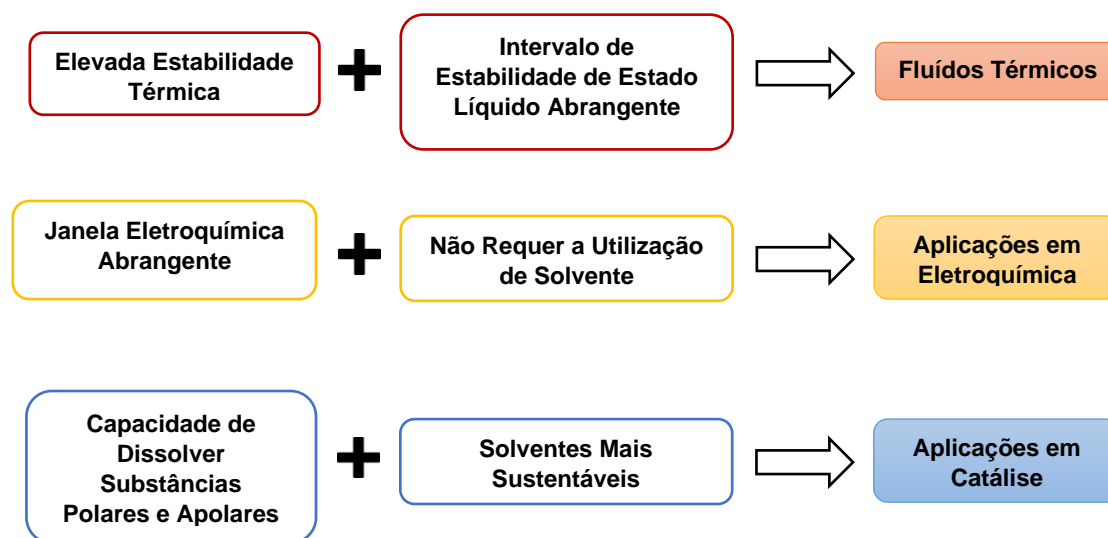 Elevada Estabilidade
Térmica
+
Intervalo de
Estabilidade de Estado
Líquido Abrangente
Fluídos Térmicos
Janela Eletroquímica
Abrangente
+
Não Requer a Utilização
de Solvente
Aplicações em
Eletroquímica
Capacidade de
Dissolver
Substâncias
Polares e Apolares
+
Solventes Mais
Sustentáveis
Aplicações em
Catálise